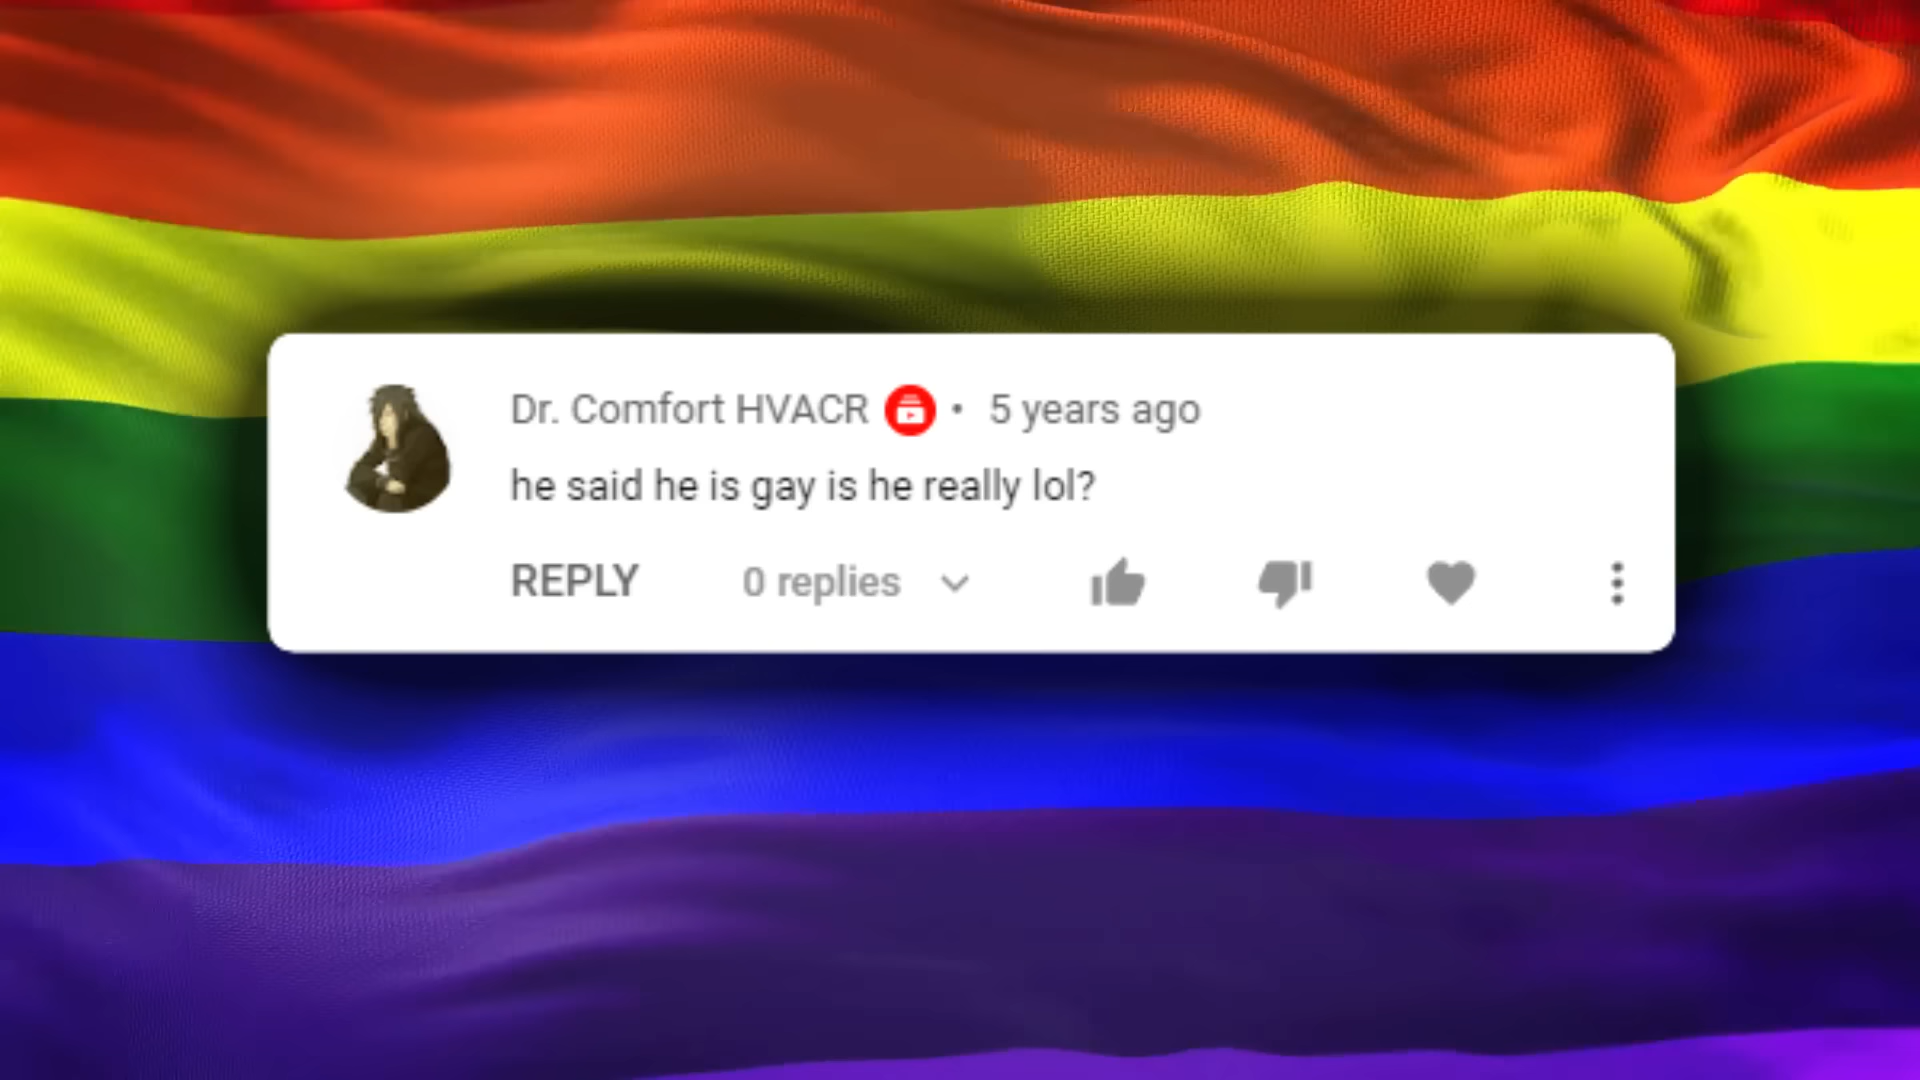 Dr. Comfort HVACR • 5 years ago
he said he is gay is he really lol?
REPLY 0 replies